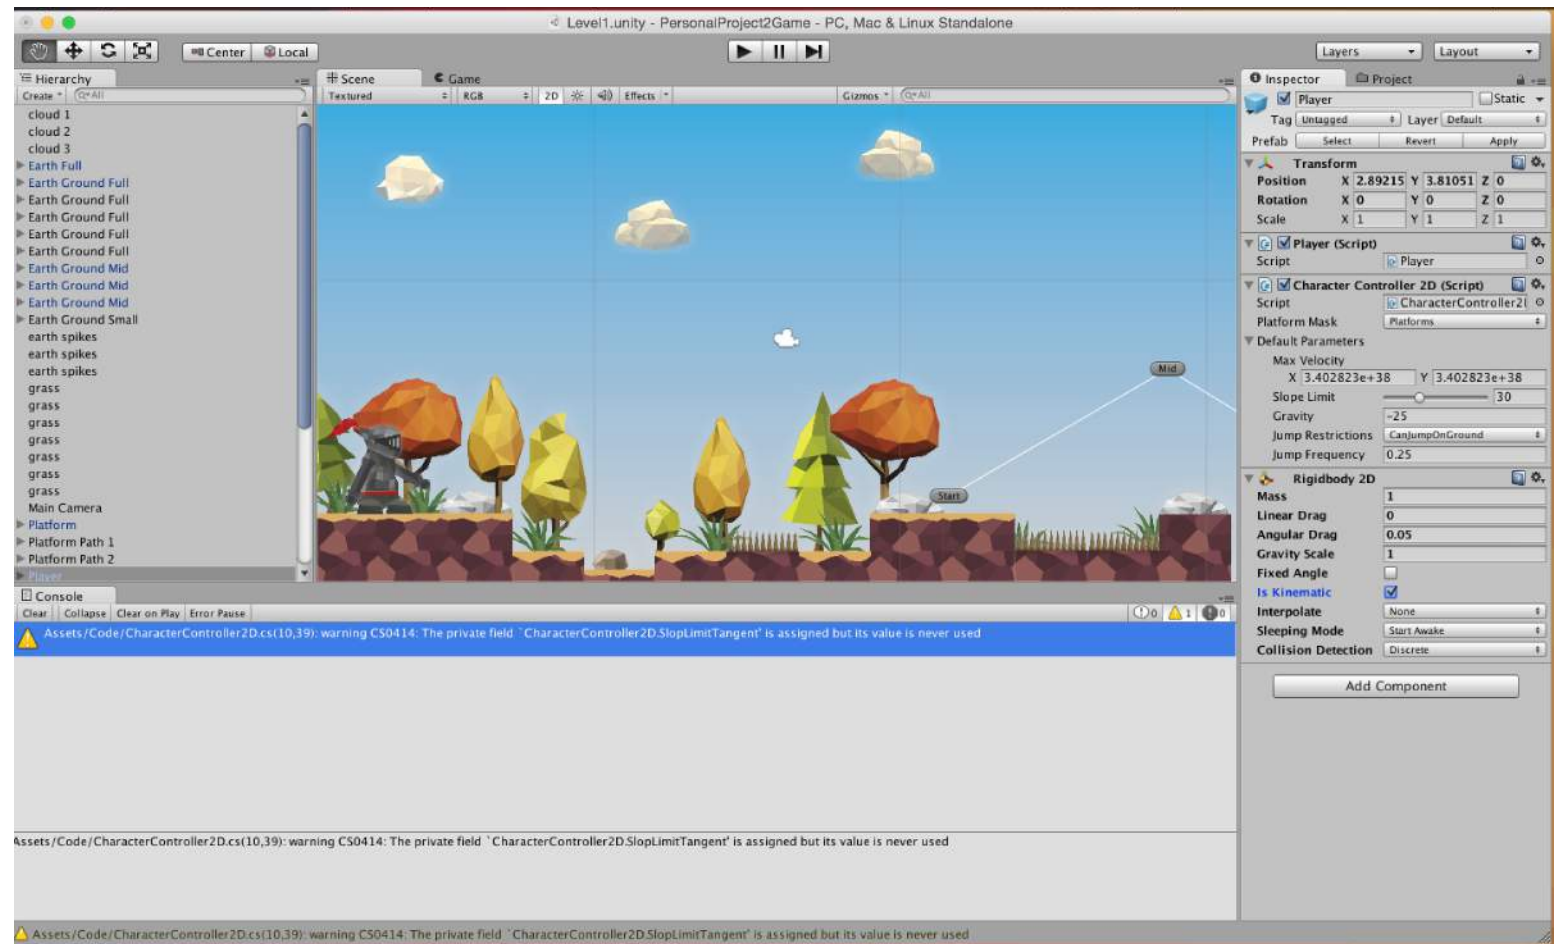 Level1.unity - PersonalProject2Game - PC, Mac & Linux Standalone
Center Local
Layers Layout
Hierarchy
Create All
cloud 1
cloud 2
cloud 3
Earth Full
Earth Ground Full
Earth Ground Full
Earth Ground Full
Earth Ground Full
Earth Ground Full
Earth Ground Mid
Earth Ground Mid
Earth Ground Mid
Earth Ground Small
earth spikes
earth spikes
earth spikes
grass
grass
grass
grass
grass
grass
grass
Main Camera
Platform
Platform Path 1
Platform Path 2
Player
Scene Game
Textured RGB 2D Effects Gizmos All
Mid
Start
Inspector Project
Player Static
Tag Untagged Layer Default
Prefab Select Revert Apply
Transform
Position X 2.89215 Y 3.81051 Z 0
Rotation X 0 Y 0 Z 0
Scale X 1 Y 1 Z 1
Player (Script)
Script Player
Character Controller 2D (Script)
Script CharacterController2
Platform Mask Platforms
Default Parameters
Max Velocity
X 3.402823e+38 Y 3.402823e+38
Slope Limit 30
Gravity -25
Jump Restrictions CanJumpOnGround
Jump Frequency 0.25
Rigidbody 2D
Mass 1
Linear Drag 0
Angular Drag 0.05
Gravity Scale 1
Fixed Angle
Is Kinematic
Interpolate None
Sleeping Mode Start Awake
Collision Detection Discrete
Add Component
Console
Clear Collapse Clear on Play Error Pause 0 1 0
Assets/Code/CharacterController2D.cs(10,39): warning CS0414: The private field `CharacterController2D.SlopLimitTangent' is assigned but its value is never used
Assets/Code/CharacterController2D.cs(10,39): warning CS0414: The private field `CharacterController2D.SlopLimitTangent' is assigned but its value is never used
Assets/Code/CharacterController2D.cs(10,39): warning CS0414: The private field `CharacterController2D.SlopLimitTangent' is assigned but its value is never used